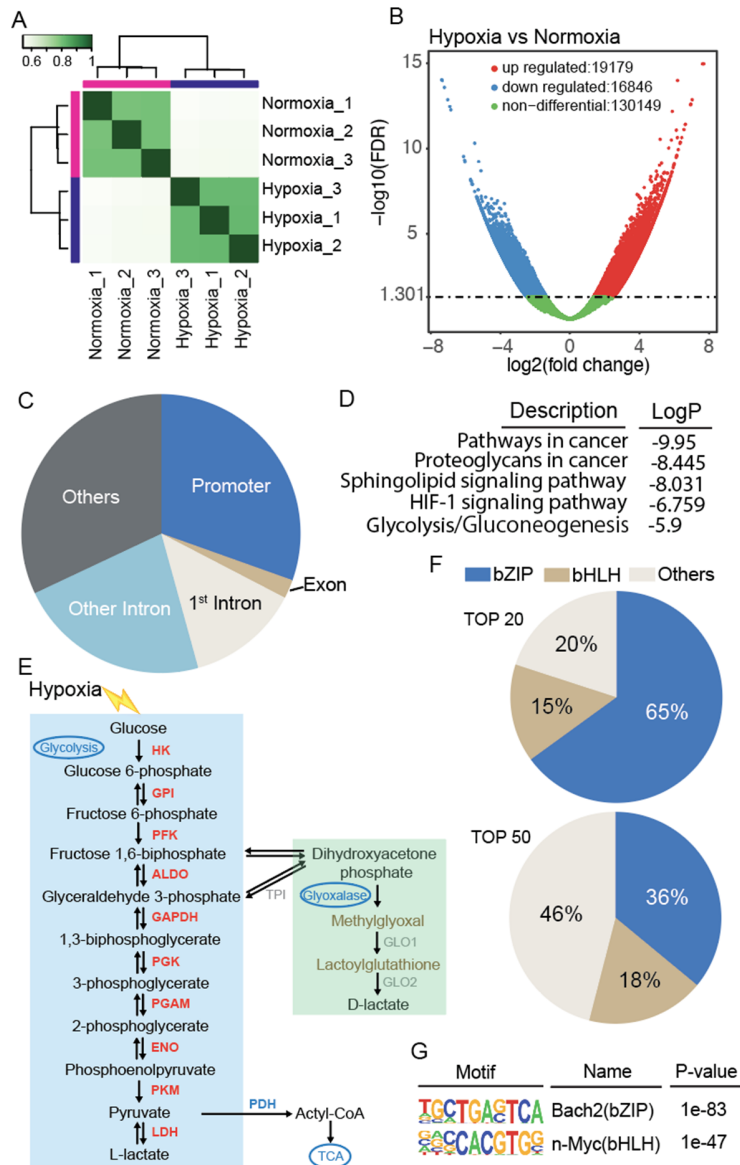 A
0.6 0.8 1
Normoxia_1
Normoxia_2
Normoxia_3
Hypoxia_3
Hypoxia_1
Hypoxia_2
Normoxia_1
Normoxia_2
Normoxia_3
Hypoxia_3
Hypoxia_1
Hypoxia_2
B
Hypoxia vs Normoxia
up regulated:19179
down regulated:16846
non-differential:130149
-log10(FDR)
15
10
5
1.301
-8 -4 0 4 8
log2(fold change)
C
Others
Promoter
Exon
1st Intron
Other Intron
D
Description LogP
Pathways in cancer -9.95
Proteoglycans in cancer -8.445
Sphingolipid signaling pathway -8.031
HIF-1 signaling pathway -6.759
Glycolysis/Gluconeogenesis -5.9
E
Hypoxia
Glucose
Glycolysis
HK
Glucose 6-phosphate
GPI
Fructose 6-phosphate
PFK
Fructose 1,6-biphosphate
ALDO
Glyceraldehyde 3-phosphate
TPI
GAPDH
1,3-biphosphoglycerate
PGK
3-phosphoglycerate
PGAM
2-phosphoglycerate
ENO
Phosphoenolpyruvate
PKM
Pyruvate
PDH
Actyl-CoA
LDH
L-lactate
TCA
Dihydroxyacetone
phosphate
Glyoxalase
Methylglyoxal
GLO1
Lactoylglutathione
GLO2
D-lactate
F
bZIP bHLH Others
TOP 20
20%
15%
65%
TOP 50
46%
36%
18%
G
Motif Name P-value
TGCTGAGTCA Bach2(bZIP) 1e-83
CACGTG n-Myc(bHLH) 1e-47